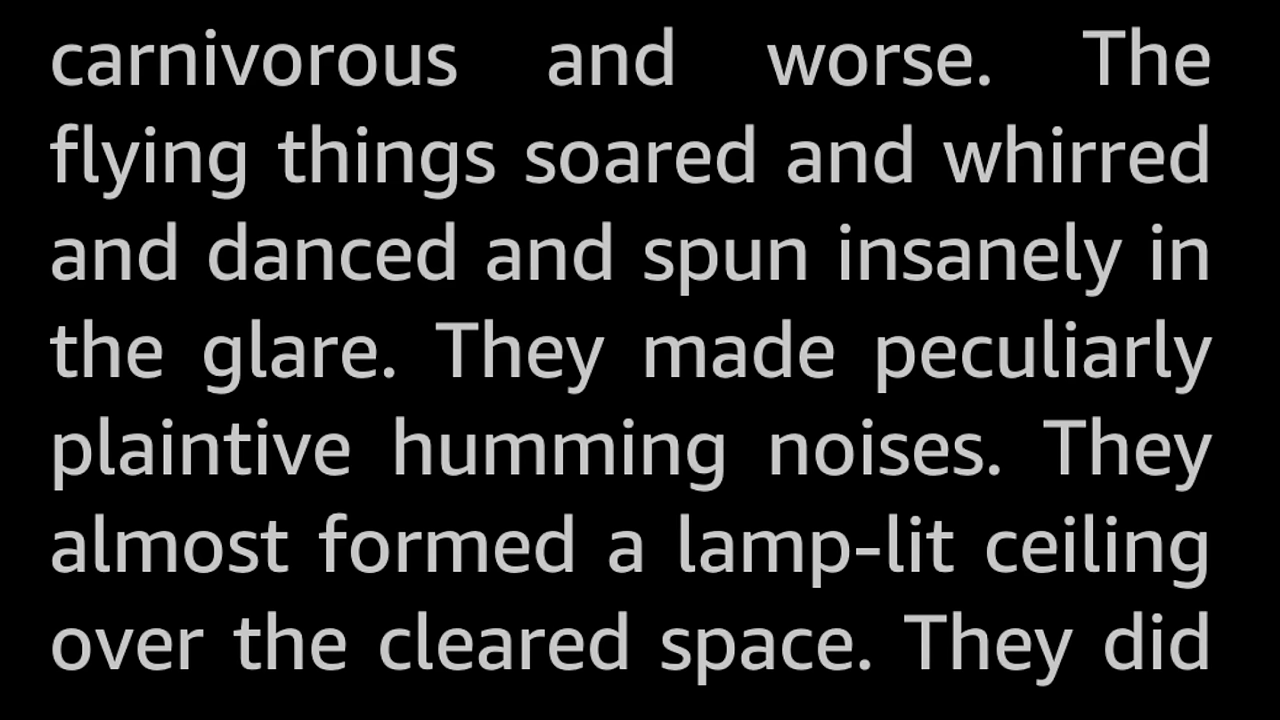 carnivorous and worse. The
flying things soared and whirred
and danced and spun insanely in
the glare. They made peculiarly
plaintive humming noises. They
almost formed a lamp-lit ceiling
over the cleared space. They did